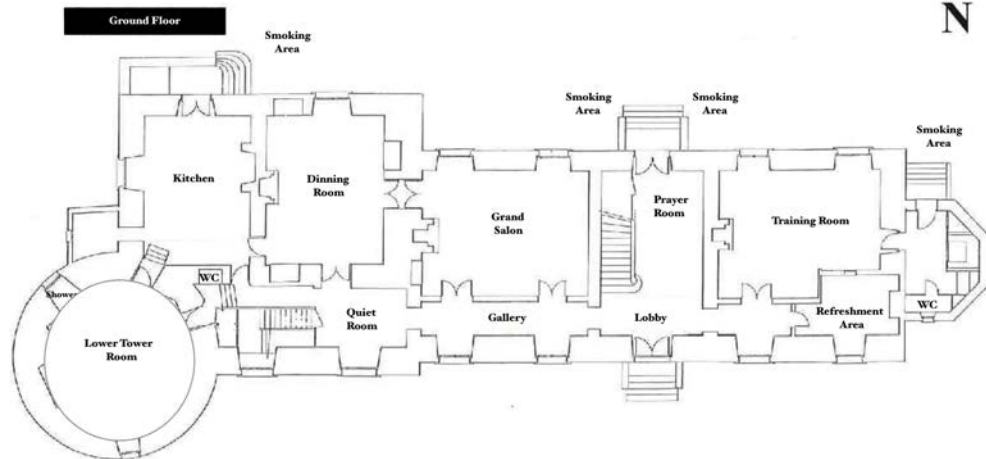 Ground Floor
N
Smoking
Area
Smoking
Area
Smoking
Area
Smoking
Area
Kitchen
Dinning
Room
Grand
Salon
Prayer
Room
Training Room
WC
Shower
Quiet
Room
Gallery
Lobby
Refreshment
Area
WC
Lower Tower
Room